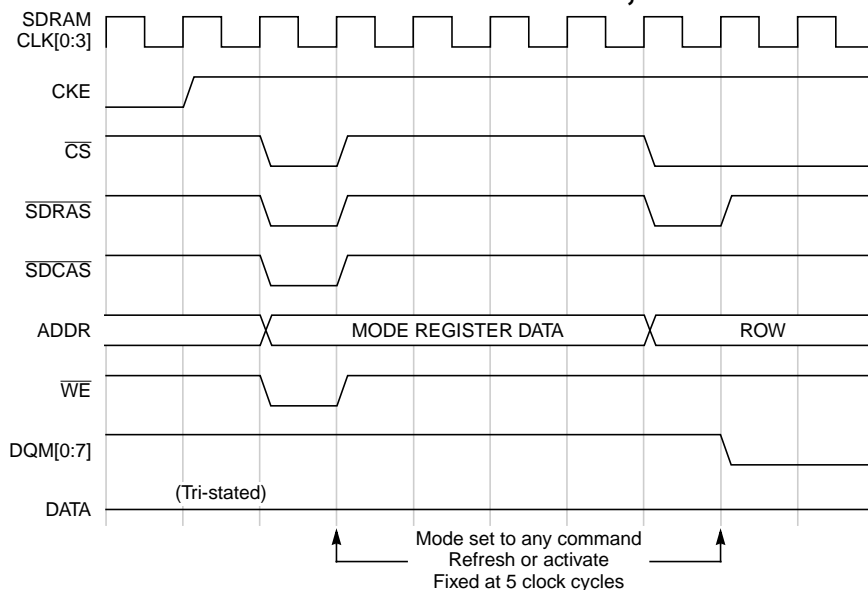 SDRAM
CLK[0:3]
CKE
CS
SDRAS
SDCAS
ADDR
MODE REGISTER DATA
ROW
WE
DQM[0:7]
(Tri-stated)
DATA
Mode set to any command
Refresh or activate
Fixed at 5 clock cycles